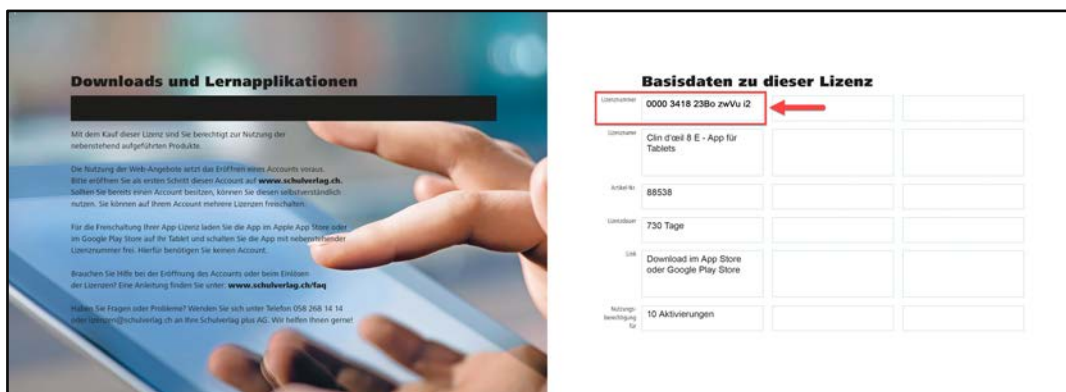 Downloads und Lernapplikationen
Mit dem Kauf dieser Lizenz sind Sie berechtigt zur Nutzung der
nebenstehend aufgeführten Produkte.
Die Nutzung der Web-Angebote setzt das Eröffnen eines Accounts voraus.
Bitte eröffnen Sie als ersten Schritt diesen Account auf www.schulverlag.ch.
Sollten Sie bereits einen Account besitzen, können Sie diesen selbstverständlich
nutzen. Sie können auf Ihrem Account mehrere Lizenzen freischalten.
Für die Freischaltung Ihrer App-Lizenz laden Sie die App im Apple App Store oder
im Google Play Store auf Ihr Tablet und schalten Sie die App mit nebenstehender
Lizenznummer frei. Hierfür benötigen Sie keinen Account.
Brauchen Sie Hilfe bei der Eröffnung des Accounts oder beim Einlösen
der Lizenzen? Eine Anleitung finden Sie unter: www.schulverlag.ch/faq
Haben Sie Fragen oder Probleme? Wenden Sie sich unter Telefon 058 268 14 14
oder lizenzen@schulverlag.ch an Ihre Schulverlag plus AG. Wir helfen Ihnen gerne!
Basisdaten zu dieser Lizenz
Lizenznummer
0000 3418 23Bo zwVu i2
Lizenzname
Clin d'œil 8 E - App für
Tablets
Artikel-Nr.
88538
Lizenzdauer
730 Tage
Link
Download im App Store
oder Google Play Store
Nutzungs-
berechtigung
für
10 Aktivierungen